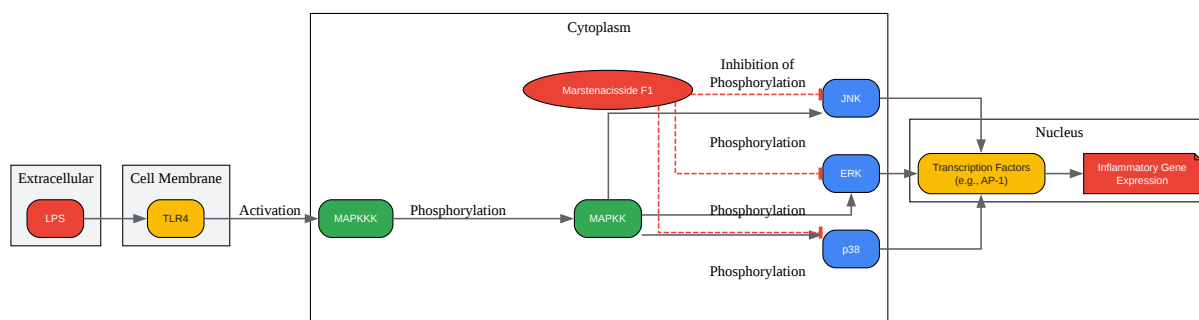 Cytoplasm
Extracellular
LPS
Cell Membrane
TLR4
Activation
MAPKKK
Phosphorylation
MAPKK
Marstenacisside F1
Inhibition of
Phosphorylation
JNK
Phosphorylation
ERK
Phosphorylation
p38
Phosphorylation
Nucleus
Transcription Factors
(e.g., AP-1)
Inflammatory Gene
Expression